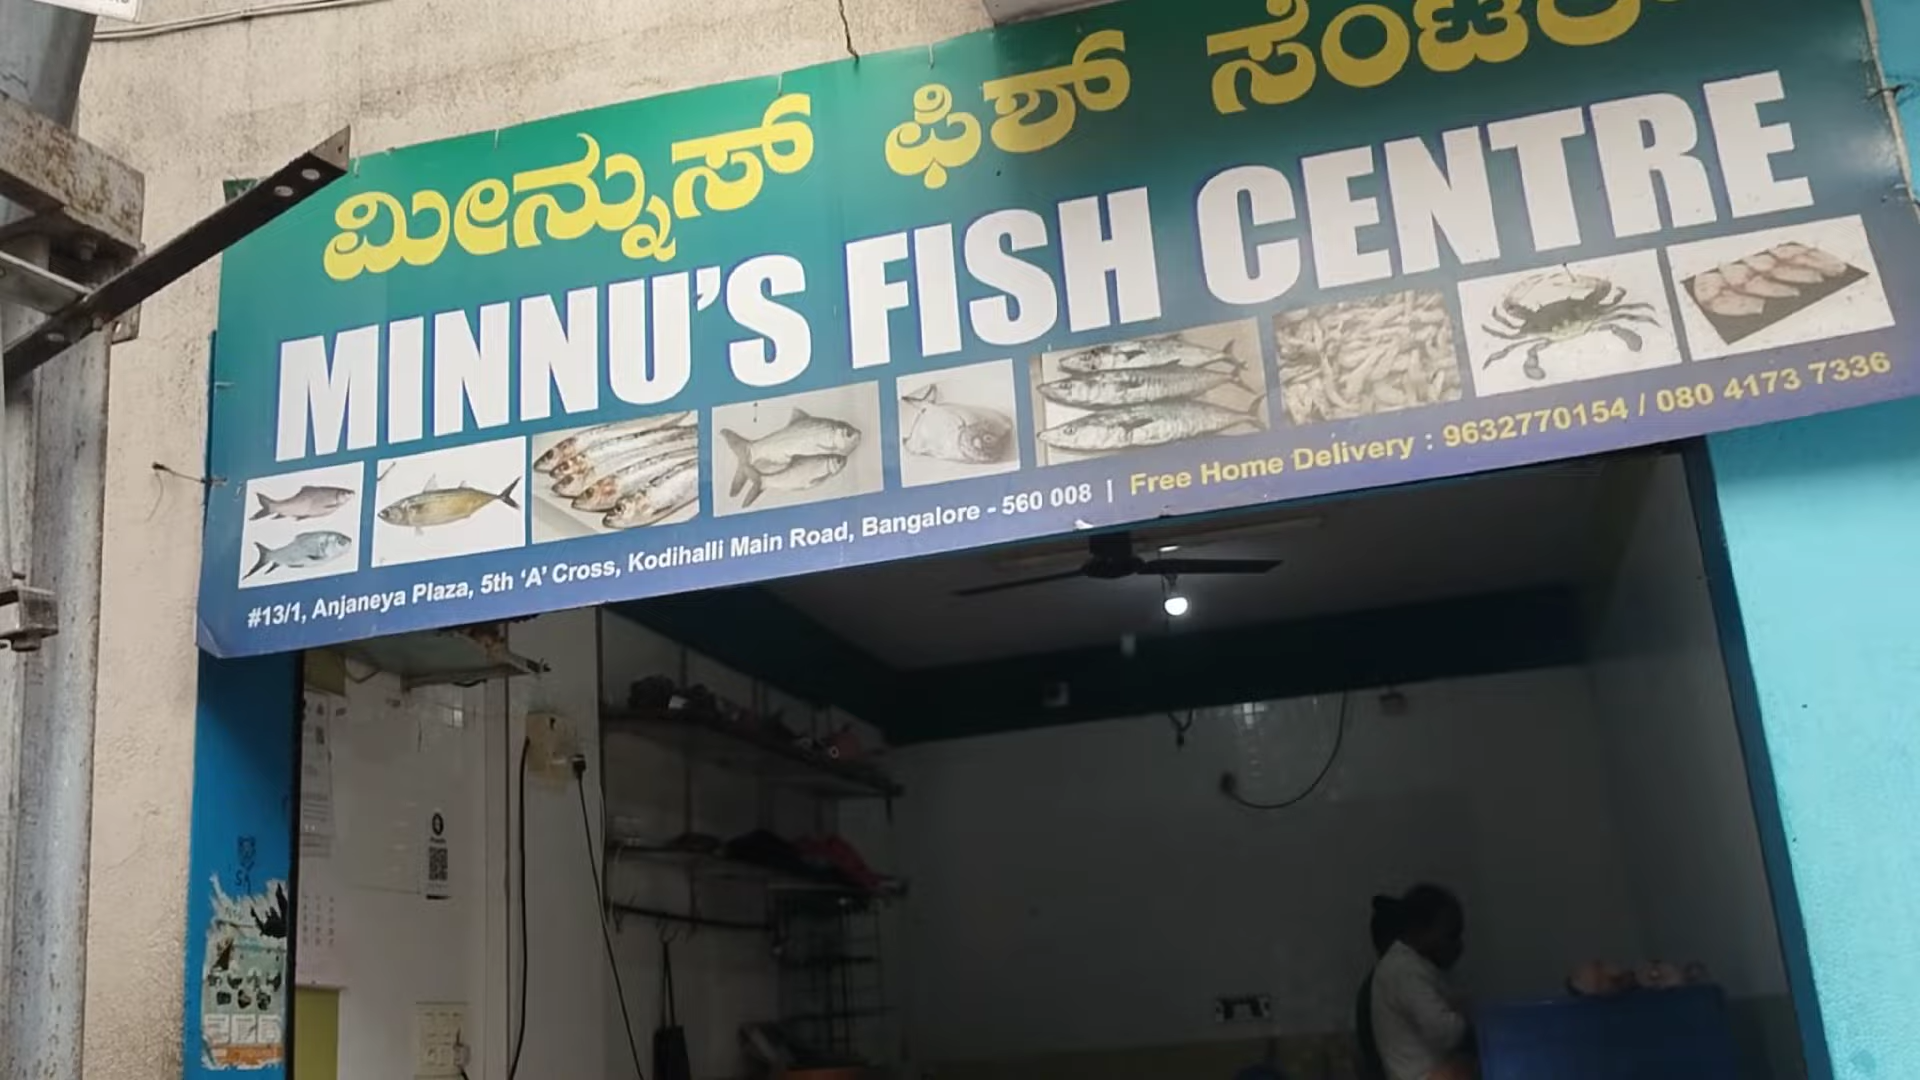 ಮೀನ್ನುಸ್ ಫಿಶ್ ಸೆಂಟರ್
MINNU'S FISH CENTRE
#13/1, Anjaneya Plaza, 5th 'A' Cross, Kodihalli Main Road, Bangalore - 560 008 | Free Home Delivery : 9632770154 / 080 4173 7336